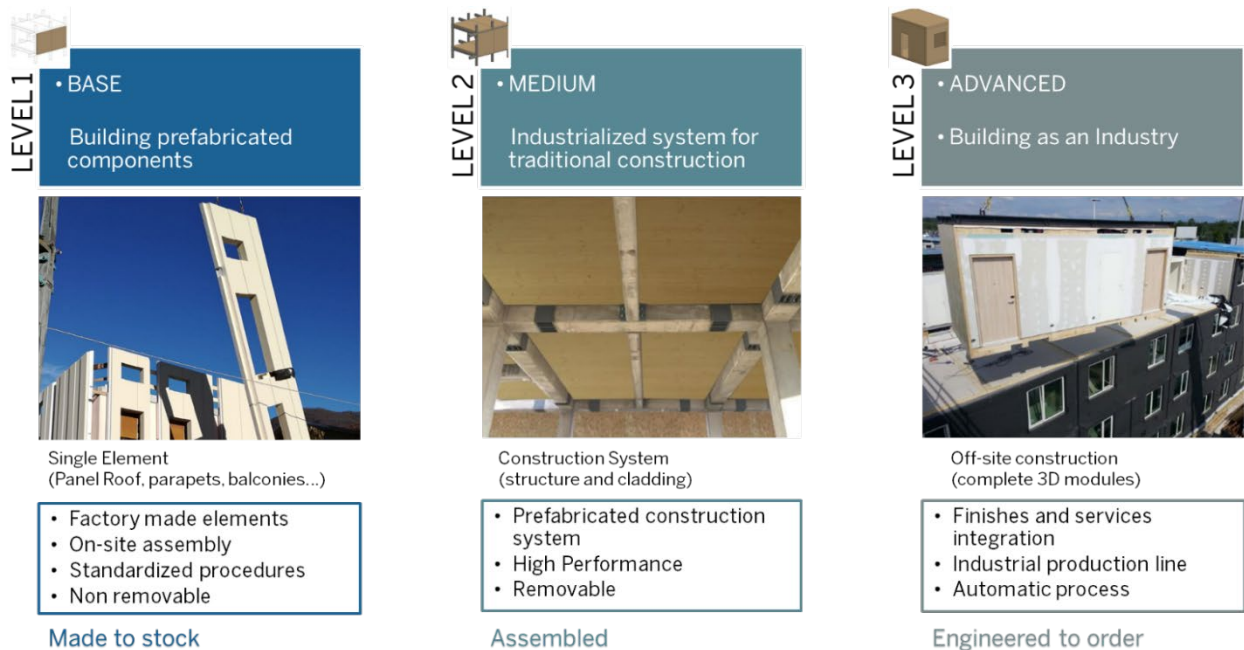 LEVEL 1
• BASE
Building prefabricated
components
Single Element
(Panel Roof, parapets, balconies...)
• Factory made elements
• On-site assembly
• Standardized procedures
• Non removable
Made to stock
LEVEL 2
• MEDIUM
Industrialized system for
traditional construction
Construction System
(structure and cladding)
• Prefabricated construction
system
• High Performance
• Removable
Assembled
LEVEL 3
• ADVANCED
• Building as an Industry
Off-site construction
(complete 3D modules)
• Finishes and services
integration
• Industrial production line
• Automatic process
Engineered to order